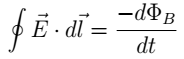 ∮ E⃗ · dl⃗ = −dΦ_B / dt